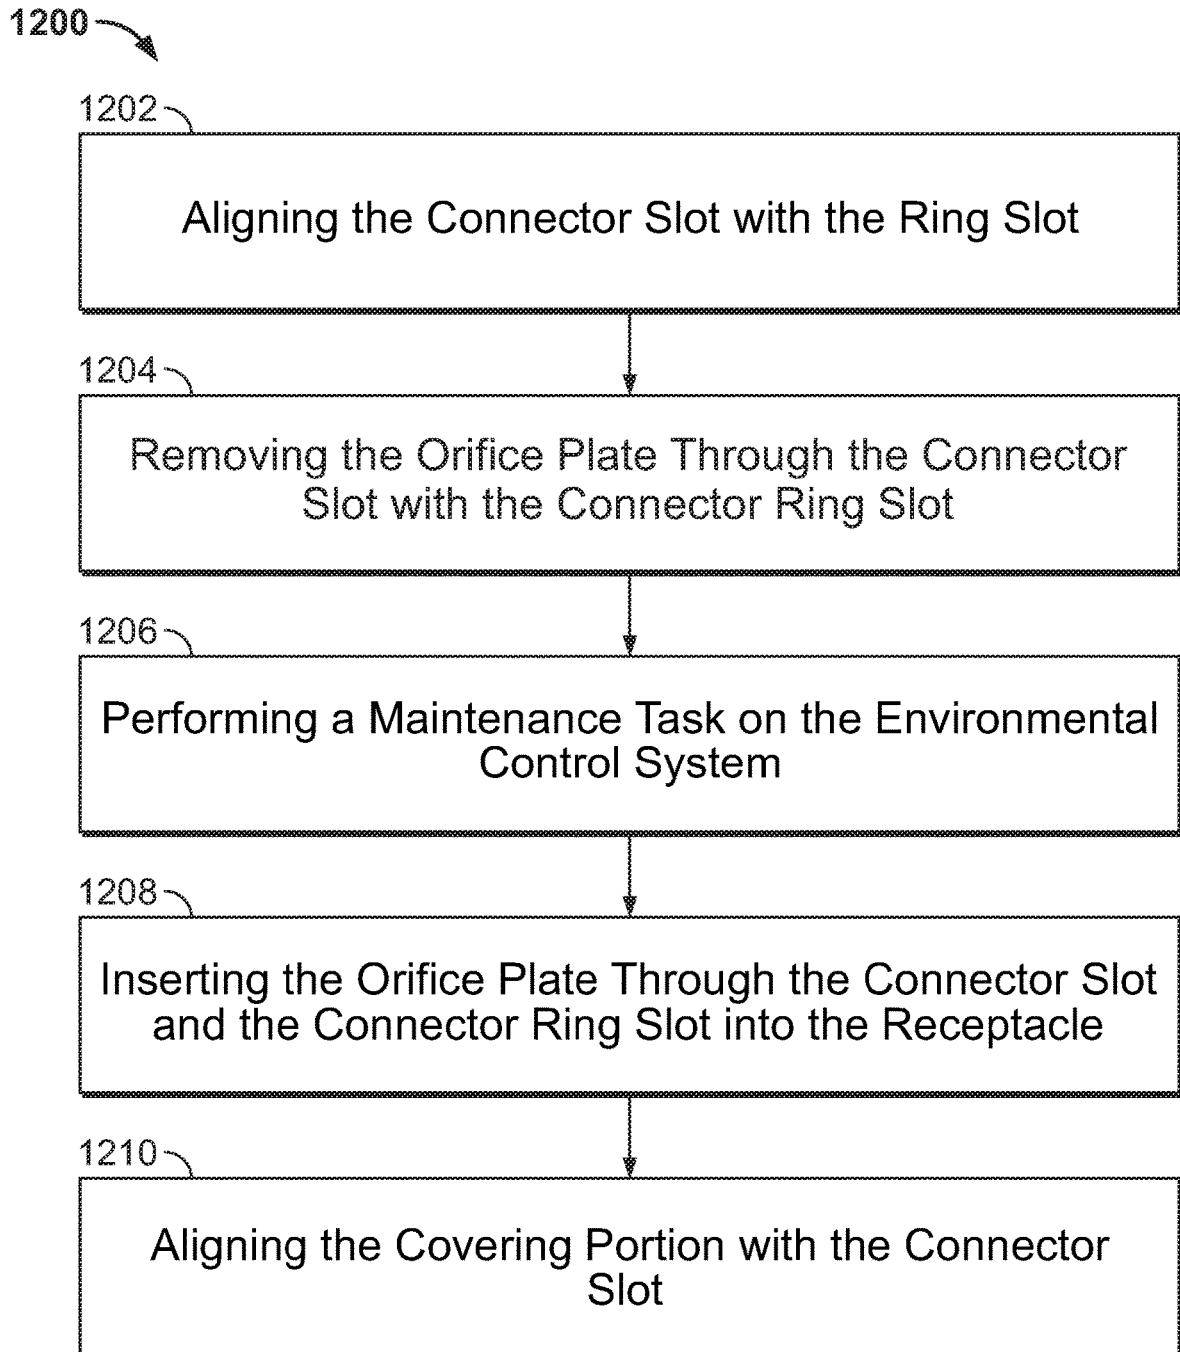 1200
1202
Aligning the Connector Slot with the Ring Slot
1204
Removing the Orifice Plate Through the Connector
Slot with the Connector Ring Slot
1206
Performing a Maintenance Task on the Environmental
Control System
1208
Inserting the Orifice Plate Through the Connector Slot
and the Connector Ring Slot into the Receptacle
1210
Aligning the Covering Portion with the Connector
Slot